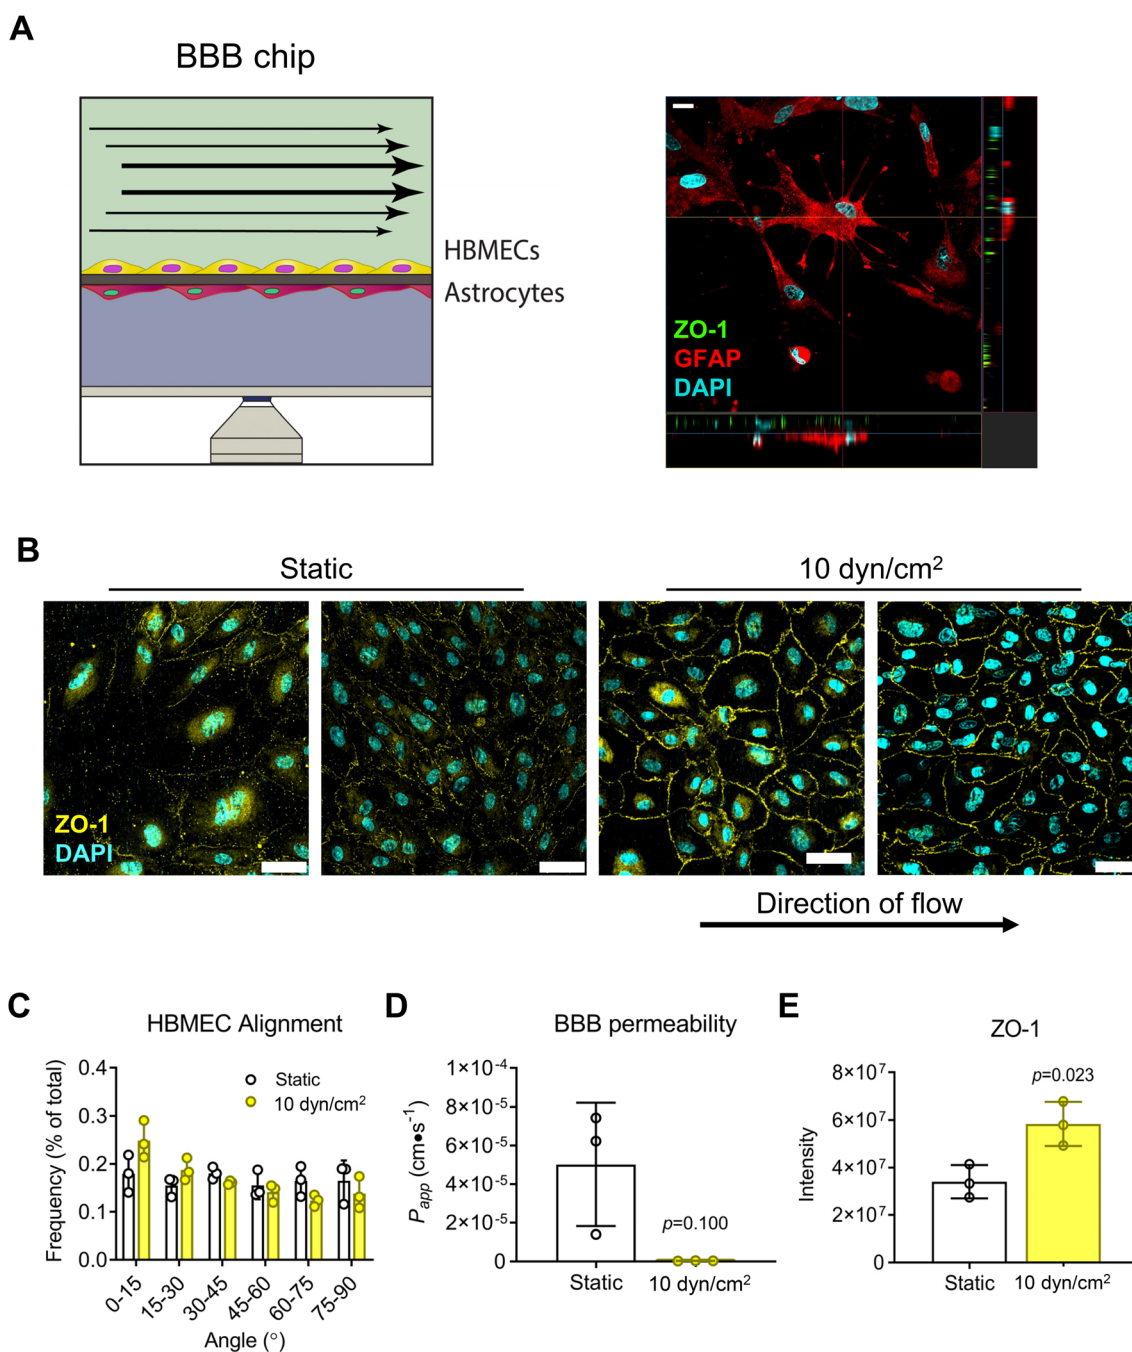 A
BBB chip
HBMECs
Astrocytes
ZO-1
GFAP
DAPI
B
Static
10 dyn/cm²
ZO-1
DAPI
Direction of flow
C
HBMEC Alignment
Frequency (% of total)
0.4
0.3
0.2
0.1
0.0
Static
10 dyn/cm²
0-15
15-30
30-45
45-60
60-75
75-90
Angle (°)
D
BBB permeability
Papp (cm•s⁻¹)
1×10⁻⁴
8×10⁻⁵
6×10⁻⁵
4×10⁻⁵
2×10⁻⁵
0
p=0.100
Static
10 dyn/cm²
E
ZO-1
Intensity
8×10⁷
6×10⁷
4×10⁷
2×10⁷
0
p=0.023
Static
10 dyn/cm²